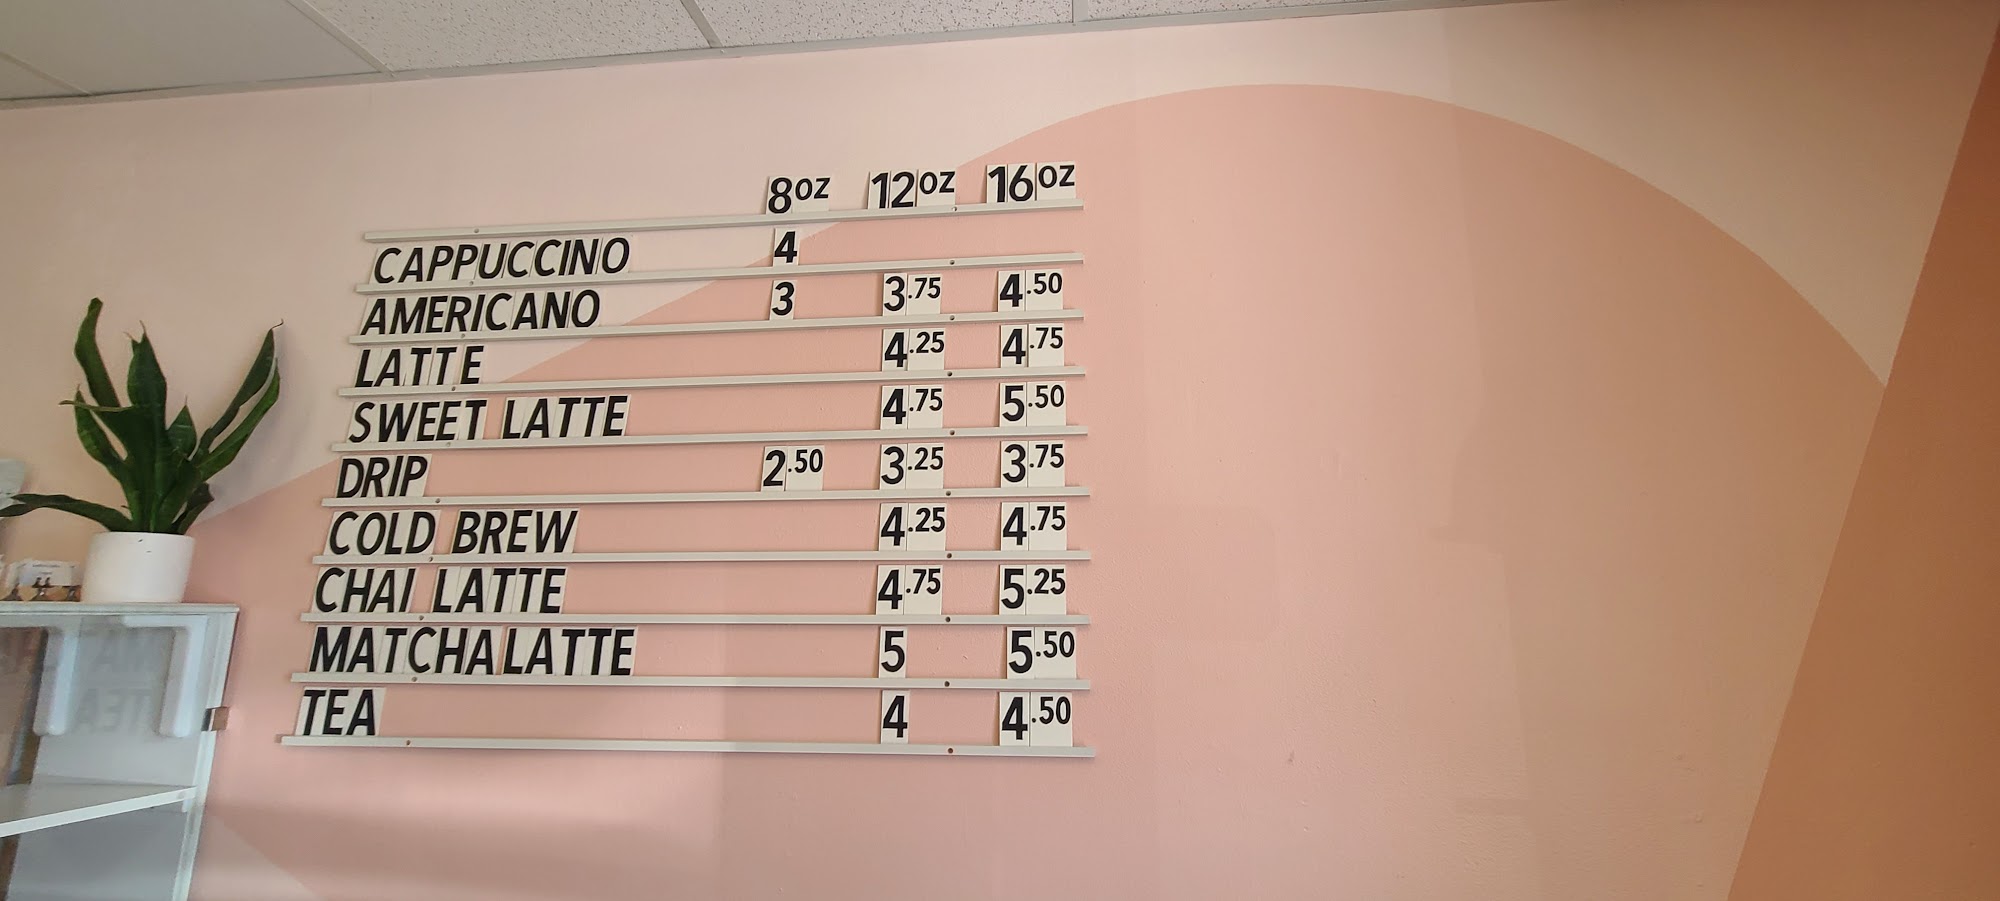 8oz 12oz 16oz
CAPPUCCINO 4
AMERICANO 3 3.75 4.50
LATTE 4.25 4.75
SWEET LATTE 4.75 5.50
DRIP 2.50 3.25 3.75
COLD BREW 4.25 4.75
CHAI LATTE 4.75 5.25
MATCHA LATTE 5 5.50
TEA 4 4.50